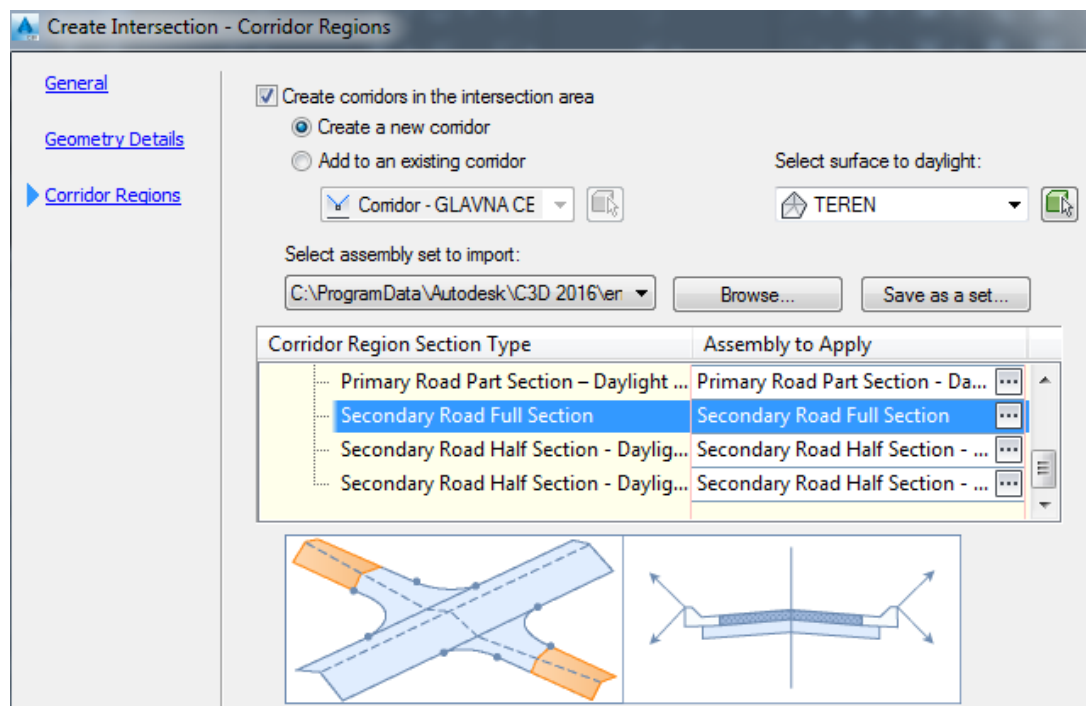 Create Intersection - Corridor Regions
General
Geometry Details
Corridor Regions
Create corridors in the intersection area
Create a new corridor
Add to an existing corridor
Select surface to daylight:
Corridor - GLAVNA CE
TEREN
Select assembly set to import:
C:\ProgramData\Autodesk\C3D 2016\en
Browse...
Save as a set...
Corridor Region Section Type
Assembly to Apply
Primary Road Part Section – Daylight ...
Primary Road Part Section - Da...
Secondary Road Full Section
Secondary Road Full Section
Secondary Road Half Section - Daylig...
Secondary Road Half Section - ...
Secondary Road Half Section - Daylig...
Secondary Road Half Section - ...